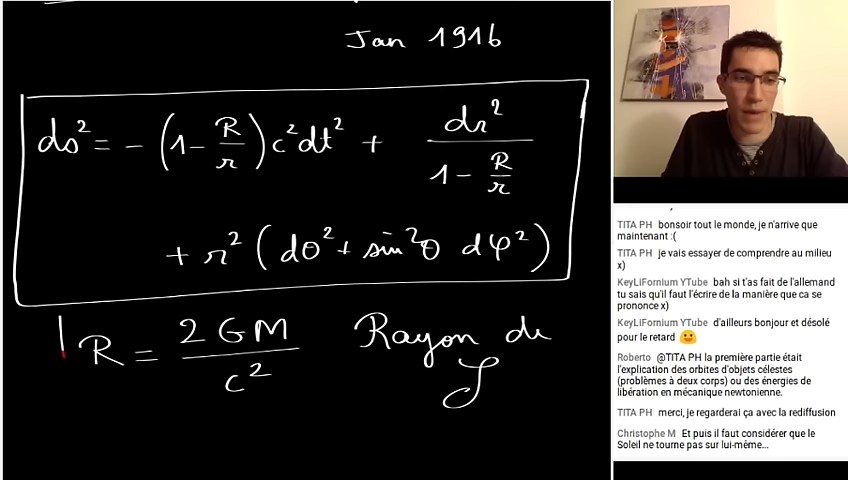 Jan 1916
ds² = - (1 - R/r) c² dt² + dr² / (1 - R/r)
+ r² (dθ² + sin²θ dφ²)
R = 2GM / c² Rayon de
S
TITA PH bonsoir tout le monde, je n'arrive que
maintenant :(
TITA PH je vais essayer de comprendre au milieu
x)
KeyLiFornium YTube bah si t'as fait de l'allemand
tu sais qu'il faut l'écrire de la manière que ca se
prononce x)
KeyLiFornium YTube d'ailleurs bonjour et désolé
pour le retard 🙂
Roberto @TITA PH la première partie était
l'explication des orbites d'objets célestes
(problèmes à deux corps) ou des énergies de
libération en mécanique newtonienne.
TITA PH merci, je regarderai ça avec la rediffusion
Christophe M Et puis il faut considérer que le
Soleil ne tourne pas sur lui-même...